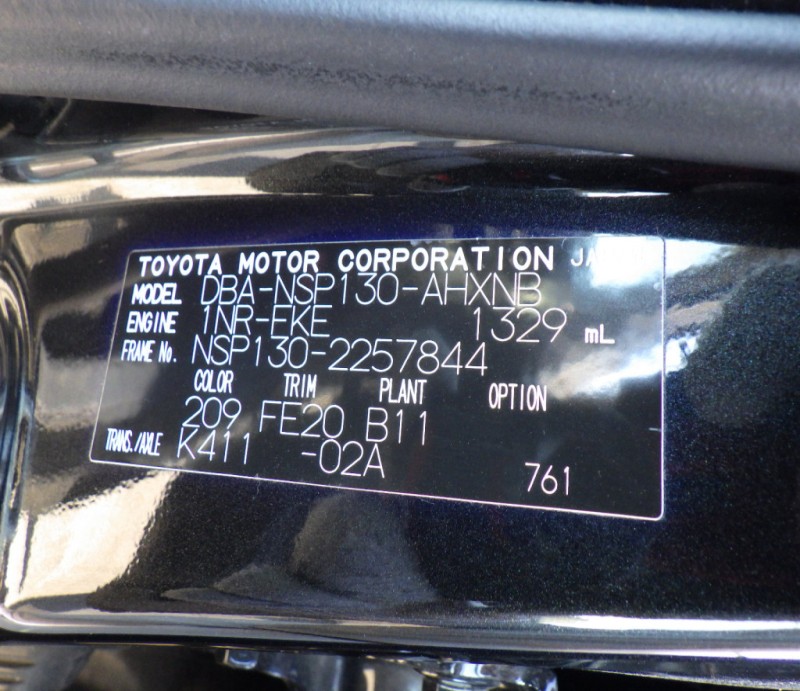 TOYOTA MOTOR CORPORATION
MODEL DBA-NSP130-AHXNB
ENGINE 1NR-FKE 1329 mL
FRAME No. NSP130-2257844
COLOR TRIM PLANT OPTION
209 FE20 B11
TRANS./AXLE K411 -02A
761